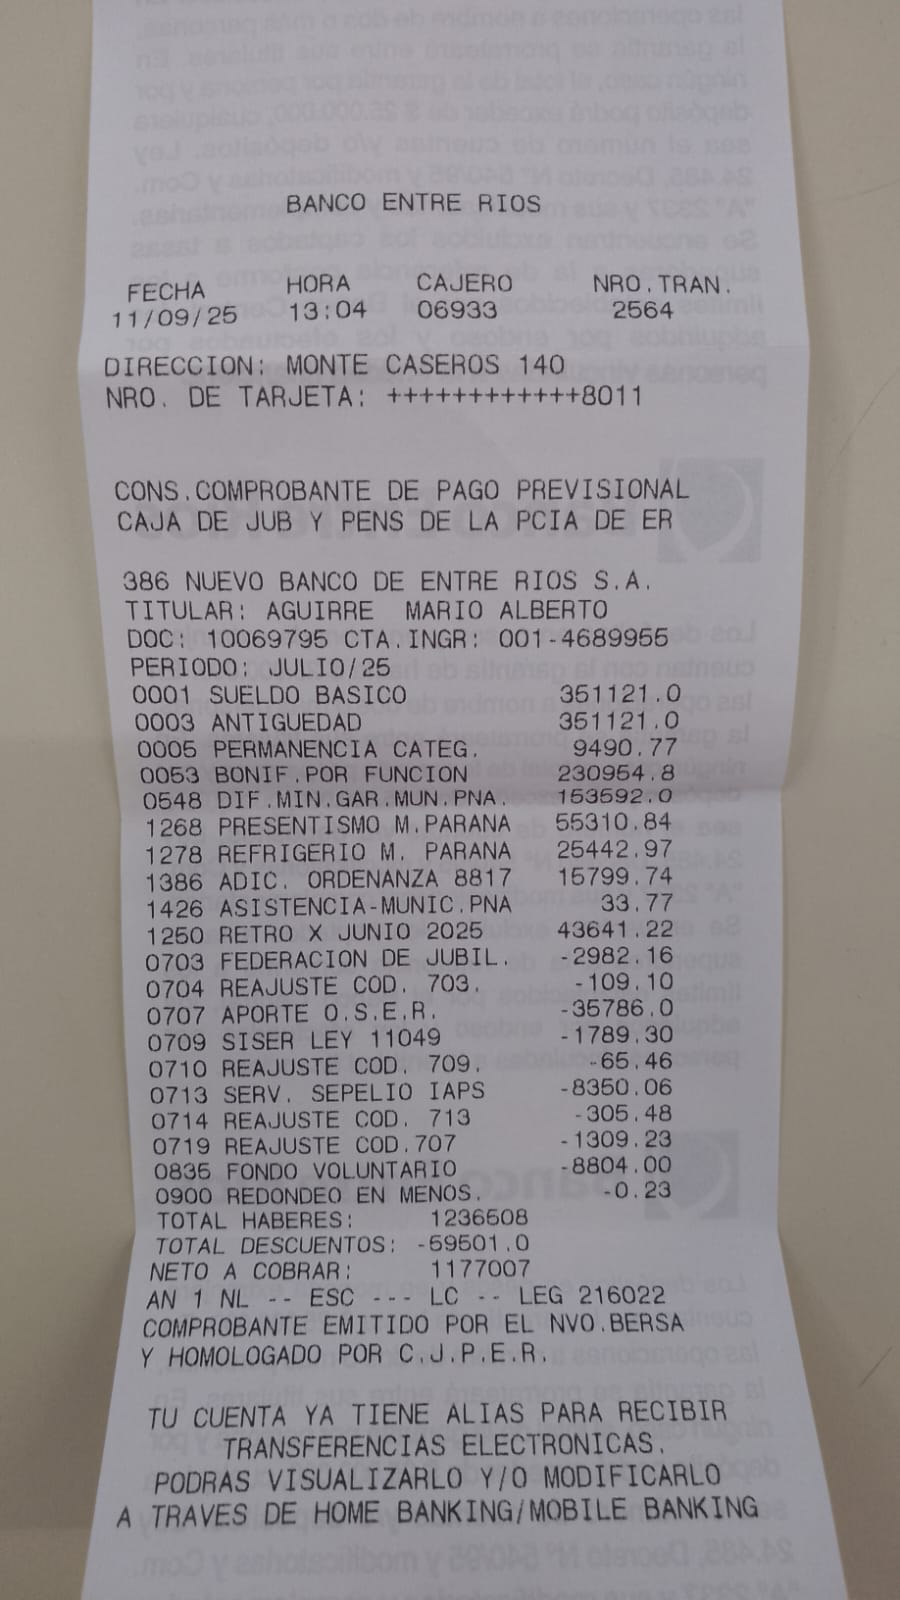 BANCO ENTRE RIOS
FECHA HORA CAJERO NRO.TRAN.
11/09/25 13:04 06933 2564
DIRECCION: MONTE CASEROS 140
NRO. DE TARJETA: ++++++++++++8011
CONS.COMPROBANTE DE PAGO PREVISIONAL
CAJA DE JUB Y PENS DE LA PCIA DE ER
386 NUEVO BANCO DE ENTRE RIOS S.A.
TITULAR: AGUIRRE MARIO ALBERTO
DOC: 10069795 CTA.INGR: 001-4689955
PERIODO: JULIO/25
0001 SUELDO BASICO 351121.0
0003 ANTIGUEDAD 351121.0
0005 PERMANENCIA CATEG. 9490.77
0053 BONIF.POR FUNCION 230954.8
0548 DIF.MIN.GAR.MUN.PNA. 153592.0
1268 PRESENTISMO M.PARANA 55310.84
1278 REFRIGERIO M. PARANA 25442.97
1386 ADIC. ORDENANZA 8817 15799.74
1426 ASISTENCIA-MUNIC.PNA 33.77
1250 RETRO X JUNIO 2025 43641.22
0703 FEDERACION DE JUBIL. -2982.16
0704 REAJUSTE COD. 703. -109.10
0707 APORTE O.S.E.R. -35786.0
0709 SISER LEY 11049 -1789.30
0710 REAJUSTE COD. 709. -65.46
0713 SERV. SEPELIO IAPS -8350.06
0714 REAJUSTE COD. 713 -305.48
0719 REAJUSTE COD.707 -1309.23
0835 FONDO VOLUNTARIO -8804.00
0900 REDONDEO EN MENOS. -0.23
TOTAL HABERES: 1236508
TOTAL DESCUENTOS: -59501.0
NETO A COBRAR: 1177007
AN 1 NL -- ESC ---- LC -- LEG 216022
COMPROBANTE EMITIDO POR EL NVO.BERSA
Y HOMOLOGADO POR C.J.P.E.R.
TU CUENTA YA TIENE ALIAS PARA RECIBIR
TRANSFERENCIAS ELECTRONICAS.
PODRAS VISUALIZARLO Y/O MODIFICARLO
A TRAVES DE HOME BANKING/MOBILE BANKING